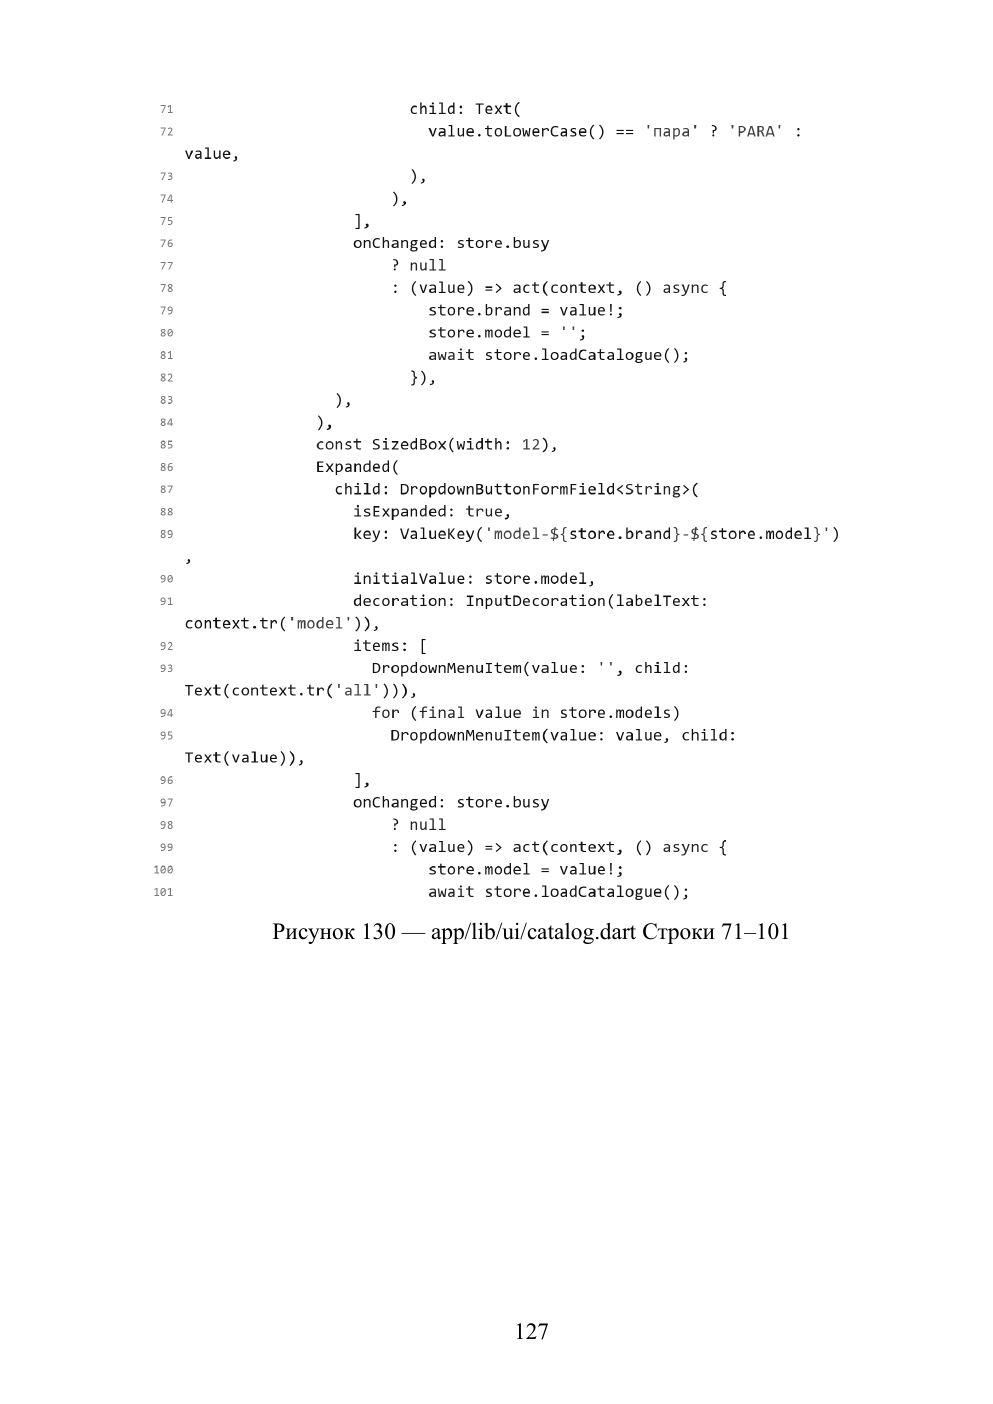 71                         child: Text(
72                           value.toLowerCase() == 'пара' ? 'PARA' :
value,
73                         ),
74                       ),
75                   ],
76                   onChanged: store.busy
77                       ? null
78                       : (value) => act(context, () async {
79                           store.brand = value!;
80                           store.model = '';
81                           await store.loadCatalogue();
82                         }),
83                 ),
84               ),
85               const SizedBox(width: 12),
86               Expanded(
87                 child: DropdownButtonFormField<String>(
88                   isExpanded: true,
89                   key: ValueKey('model-${store.brand}-${store.model}')
,
90                   initialValue: store.model,
91                   decoration: InputDecoration(labelText:
context.tr('model')),
92                   items: [
93                     DropdownMenuItem(value: '', child:
Text(context.tr('all'))),
94                     for (final value in store.models)
95                       DropdownMenuItem(value: value, child:
Text(value)),
96                   ],
97                   onChanged: store.busy
98                       ? null
99                       : (value) => act(context, () async {
100                           store.model = value!;
101                           await store.loadCatalogue();
Рисунок 130 — app/lib/ui/catalog.dart Строки 71–101
127